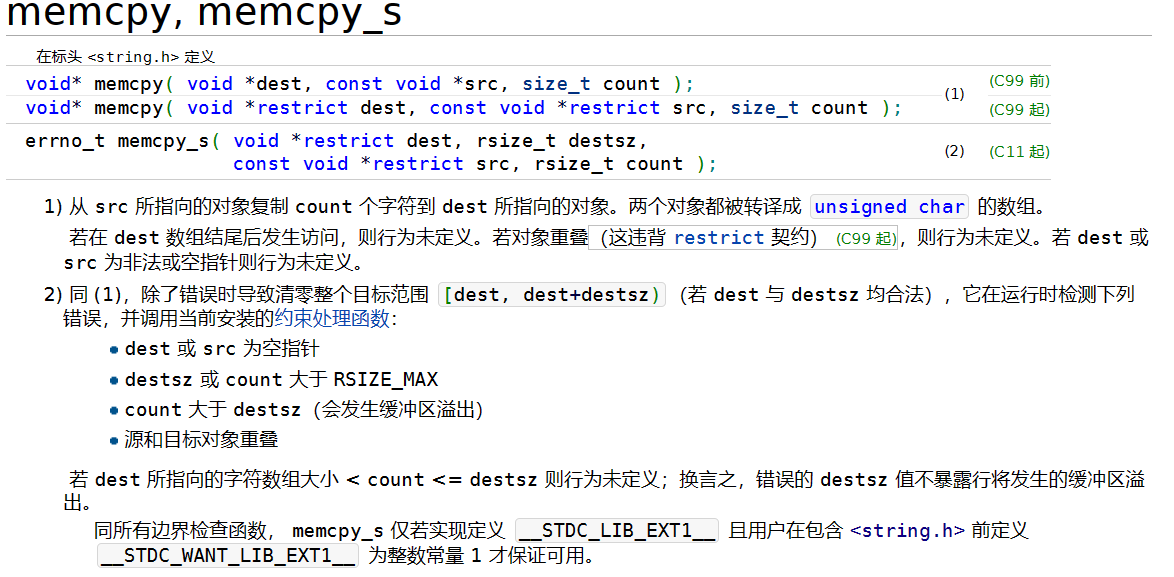 memcpy, memcpy_s
在标头 <string.h> 定义
void* memcpy( void *dest, const void *src, size_t count ); (C99 前)
(1)
void* memcpy( void *restrict dest, const void *restrict src, size_t count ); (C99 起)
errno_t memcpy_s( void *restrict dest, rsize_t destsz,
const void *restrict src, rsize_t count ); (2) (C11 起)
1) 从 src 所指向的对象复制 count 个字符到 dest 所指向的对象。两个对象都被转译成 unsigned char 的数组。
若在 dest 数组结尾后发生访问，则行为未定义。若对象重叠（这违背 restrict 契约） (C99 起)，则行为未定义。若 dest 或
src 为非法或空指针则行为未定义。
2) 同 (1)，除了错误时导致清零整个目标范围 [dest, dest+destsz) （若 dest 与 destsz 均合法），它在运行时检测下列
错误，并调用当前安装的约束处理函数：
• dest 或 src 为空指针
• destsz 或 count 大于 RSIZE_MAX
• count 大于 destsz（会发生缓冲区溢出）
• 源和目标对象重叠
若 dest 所指向的字符数组大小 < count <= destsz 则行为未定义；换言之，错误的 destsz 值不暴露行将发生的缓冲区溢
出。
同所有边界检查函数， memcpy_s 仅若实现定义 __STDC_LIB_EXT1__ 且用户在包含 <string.h> 前定义
__STDC_WANT_LIB_EXT1__ 为整数常量 1 才保证可用。